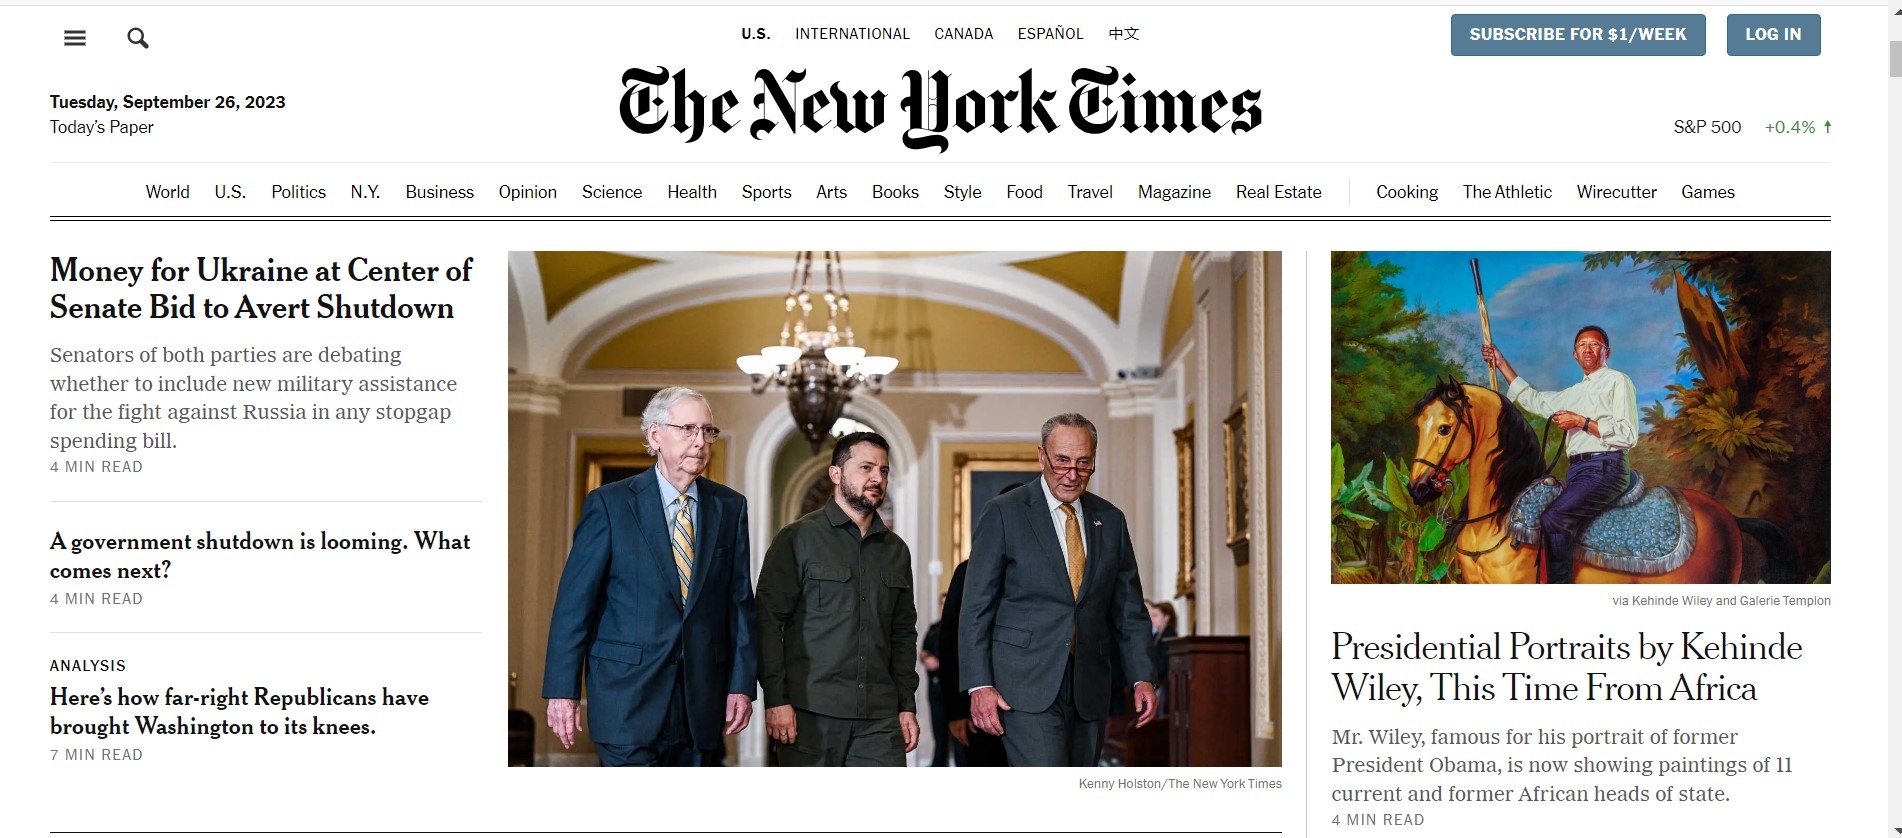 U.S. INTERNATIONAL CANADA ESPAÑOL 中文
SUBSCRIBE FOR $1/WEEK
LOG IN
Tuesday, September 26, 2023
Today’s Paper
The New York Times
S&P 500 +0.4%
World U.S. Politics N.Y. Business Opinion Science Health Sports Arts Books Style Food Travel Magazine Real Estate Cooking The Athletic Wirecutter Games
Money for Ukraine at Center of
Senate Bid to Avert Shutdown
Senators of both parties are debating
whether to include new military assistance
for the fight against Russia in any stopgap
spending bill.
4 MIN READ
A government shutdown is looming. What
comes next?
4 MIN READ
ANALYSIS
Here’s how far-right Republicans have
brought Washington to its knees.
7 MIN READ
Kenny Holston/The New York Times
via Kehinde Wiley and Galerie Templon
Presidential Portraits by Kehinde
Wiley, This Time From Africa
Mr. Wiley, famous for his portrait of former
President Obama, is now showing paintings of 11
current and former African heads of state.
4 MIN READ